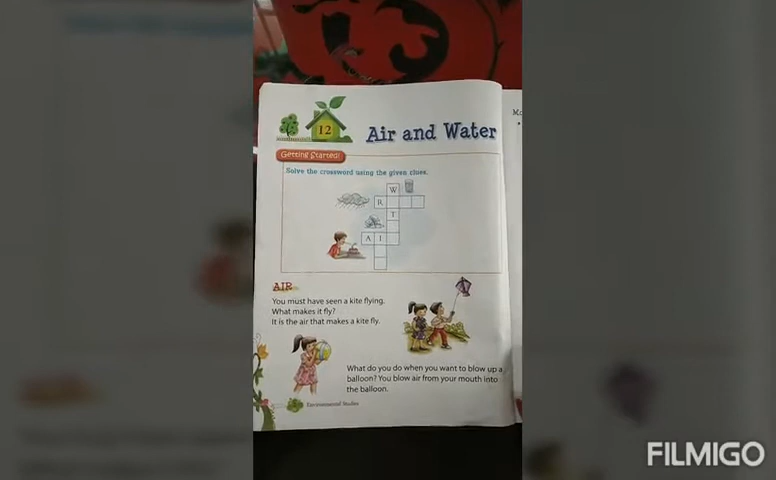 12
Air and Water
Getting Started!
Solve the crossword using the given clues.
W
R
T
A I
AIR
You must have seen a kite flying.
What makes it fly?
It is the air that makes a kite fly.
What do you do when you want to blow up a
balloon? You blow air from your mouth into
the balloon.
Environmental Studies
FILMIGO